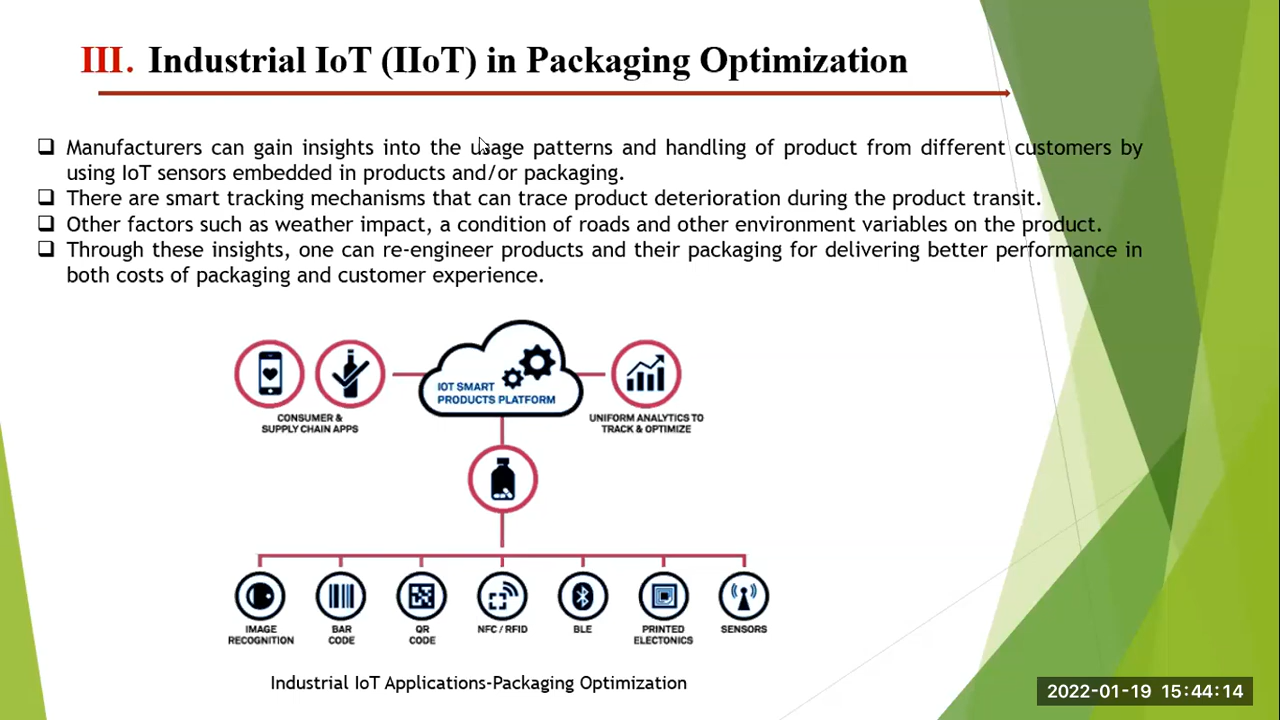 III. Industrial IoT (IIoT) in Packaging Optimization
❑ Manufacturers can gain insights into the usage patterns and handling of product from different customers by
using IoT sensors embedded in products and/or packaging.
❑ There are smart tracking mechanisms that can trace product deterioration during the product transit.
❑ Other factors such as weather impact, a condition of roads and other environment variables on the product.
❑ Through these insights, one can re-engineer products and their packaging for delivering better performance in
both costs of packaging and customer experience.
IOT SMART
PRODUCTS PLATFORM
CONSUMER &
SUPPLY CHAIN APPS
UNIFORM ANALYTICS TO
TRACK & OPTIMIZE
IMAGE
RECOGNITION
BAR
CODE
QR
CODE
NFC / RFID
BLE
PRINTED
ELECTONICS
SENSORS
Industrial IoT Applications-Packaging Optimization
2022-01-19 15:44:14